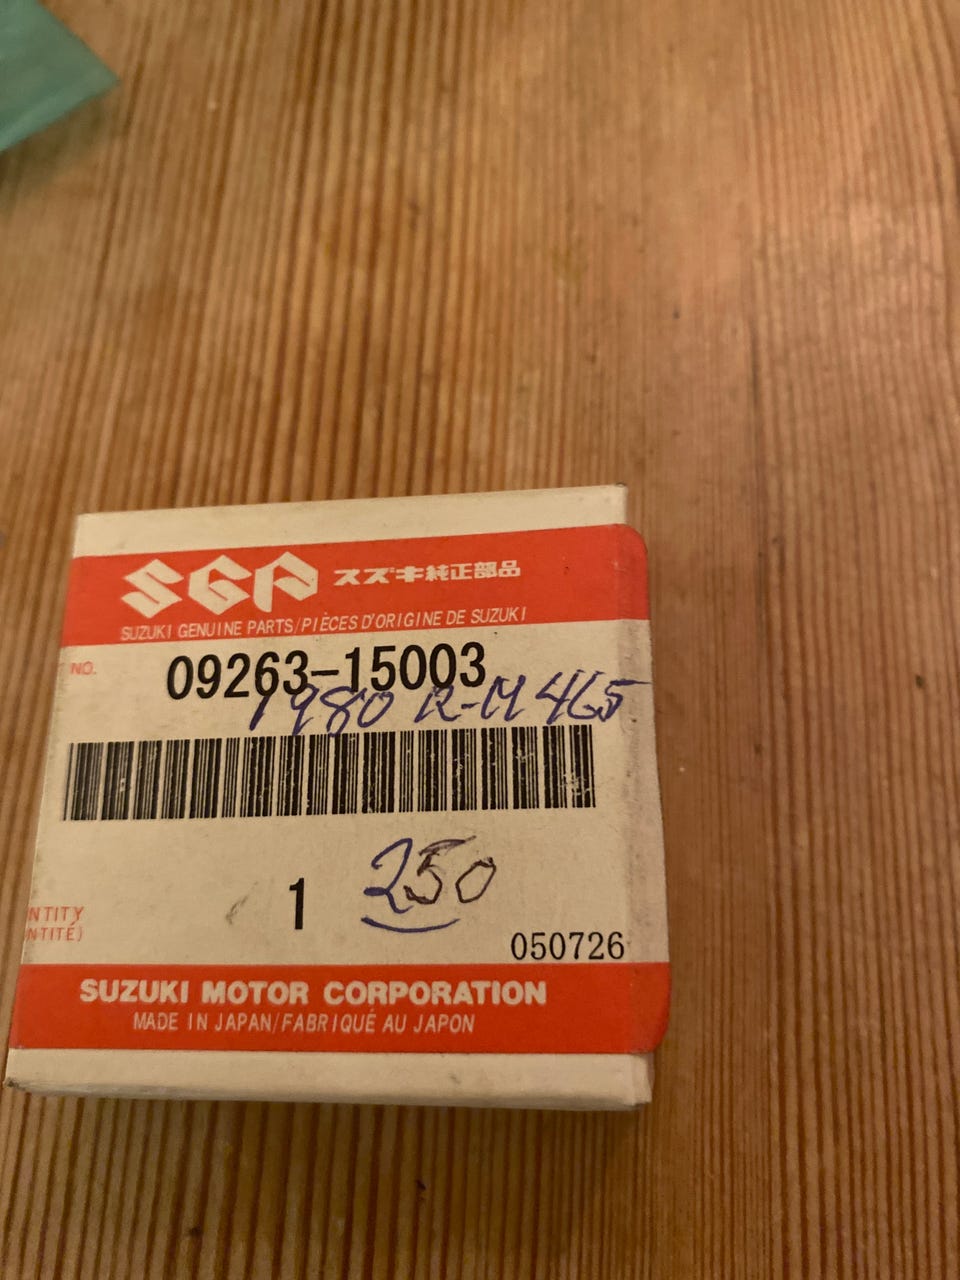 SGP スズキ純正部品
SUZUKI GENUINE PARTS/PIÈCES D'ORIGINE DE SUZUKI
NO. 09263-15003
1980 R-M 465
1 250
NTITY
NTITÉ)
050726
SUZUKI MOTOR CORPORATION
MADE IN JAPAN/FABRIQUÉ AU JAPON